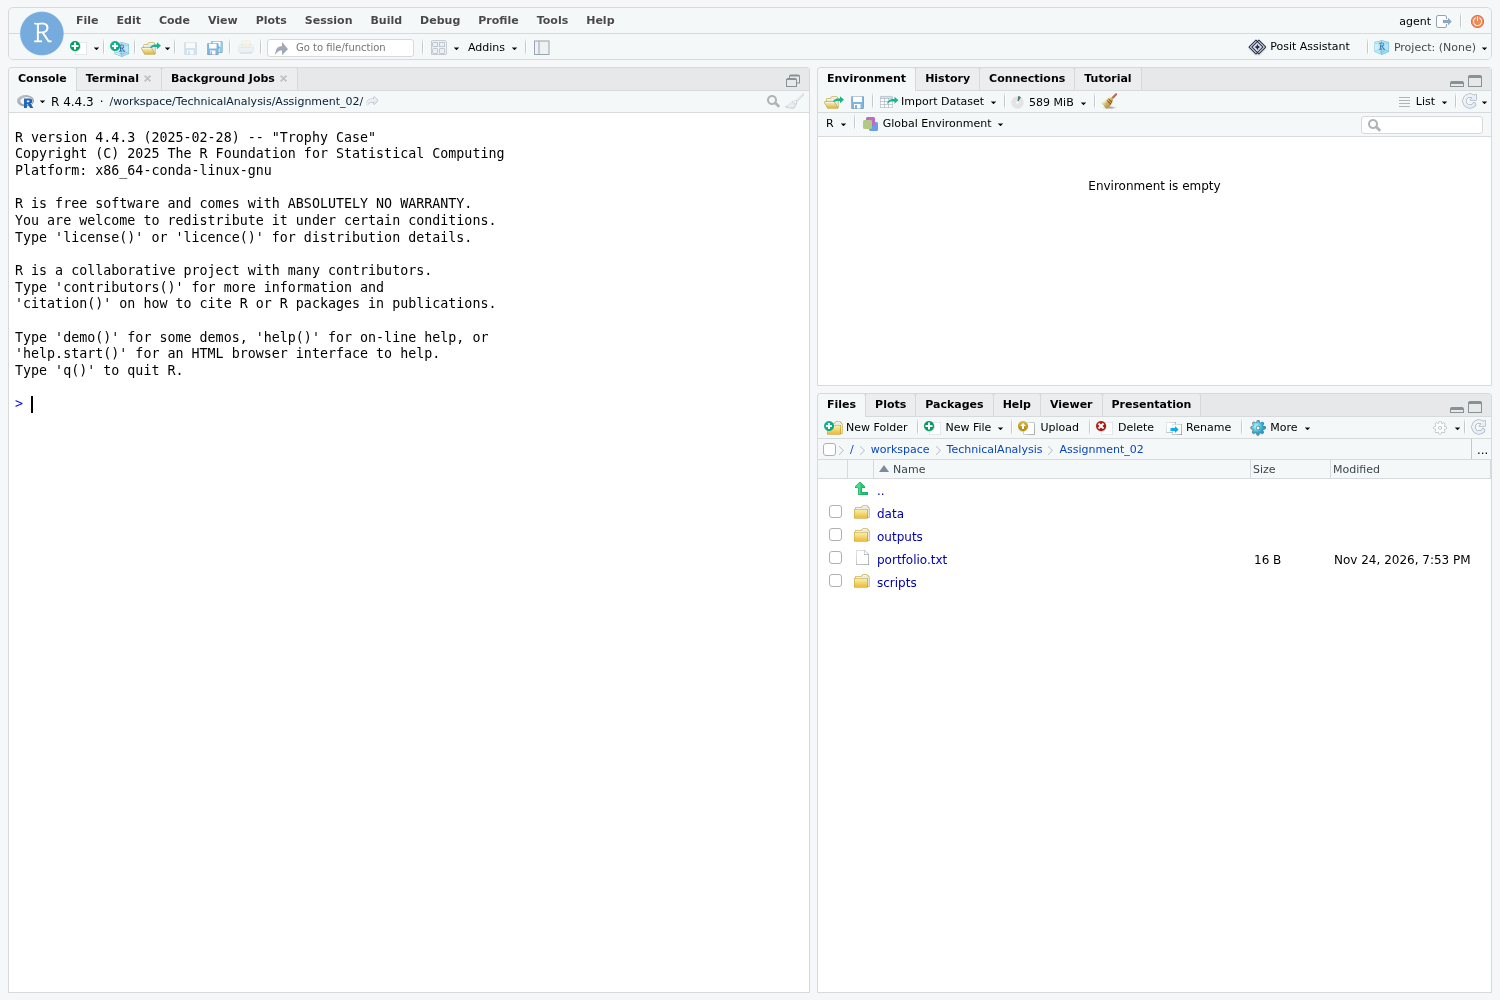 File Edit Code View Plots Session Build Debug Profile Tools Help
agent
R
Go to file/function
Addins
Posit Assistant
Project: (None)
Console Terminal Background Jobs
R 4.4.3 · /workspace/TechnicalAnalysis/Assignment_02/
R version 4.4.3 (2025-02-28) -- "Trophy Case"
Copyright (C) 2025 The R Foundation for Statistical Computing
Platform: x86_64-conda-linux-gnu
R is free software and comes with ABSOLUTELY NO WARRANTY.
You are welcome to redistribute it under certain conditions.
Type 'license()' or 'licence()' for distribution details.
R is a collaborative project with many contributors.
Type 'contributors()' for more information and
'citation()' on how to cite R or R packages in publications.
Type 'demo()' for some demos, 'help()' for on-line help, or
'help.start()' for an HTML browser interface to help.
Type 'q()' to quit R.
>
Environment History Connections Tutorial
Import Dataset 589 MiB List
R Global Environment
Environment is empty
Files Plots Packages Help Viewer Presentation
New Folder New File Upload Delete Rename More
/ workspace TechnicalAnalysis Assignment_02 ...
Name Size Modified
..
data
outputs
portfolio.txt 16 B Nov 24, 2026, 7:53 PM
scripts